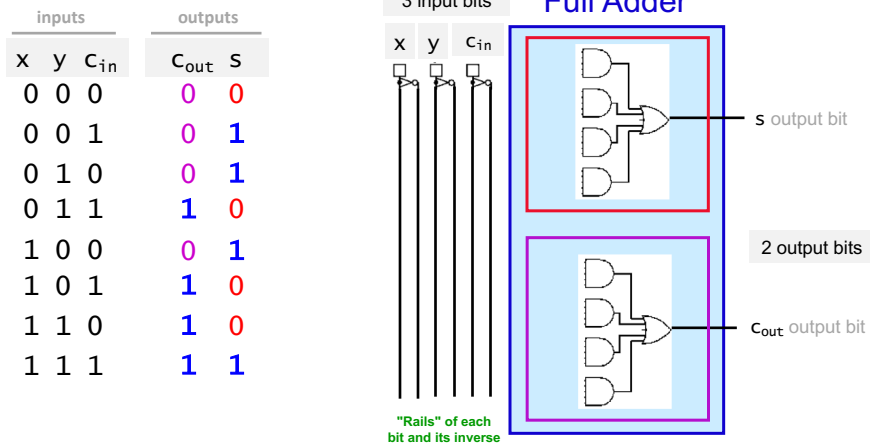 inputs outputs
x y cin cout s
0 0 0 0 0
0 0 1 0 1
0 1 0 0 1
0 1 1 1 0
1 0 0 0 1
1 0 1 1 0
1 1 0 1 0
1 1 1 1 1
3 input bits
Full Adder
x y cin
s output bit
2 output bits
cout output bit
"Rails" of each
bit and its inverse